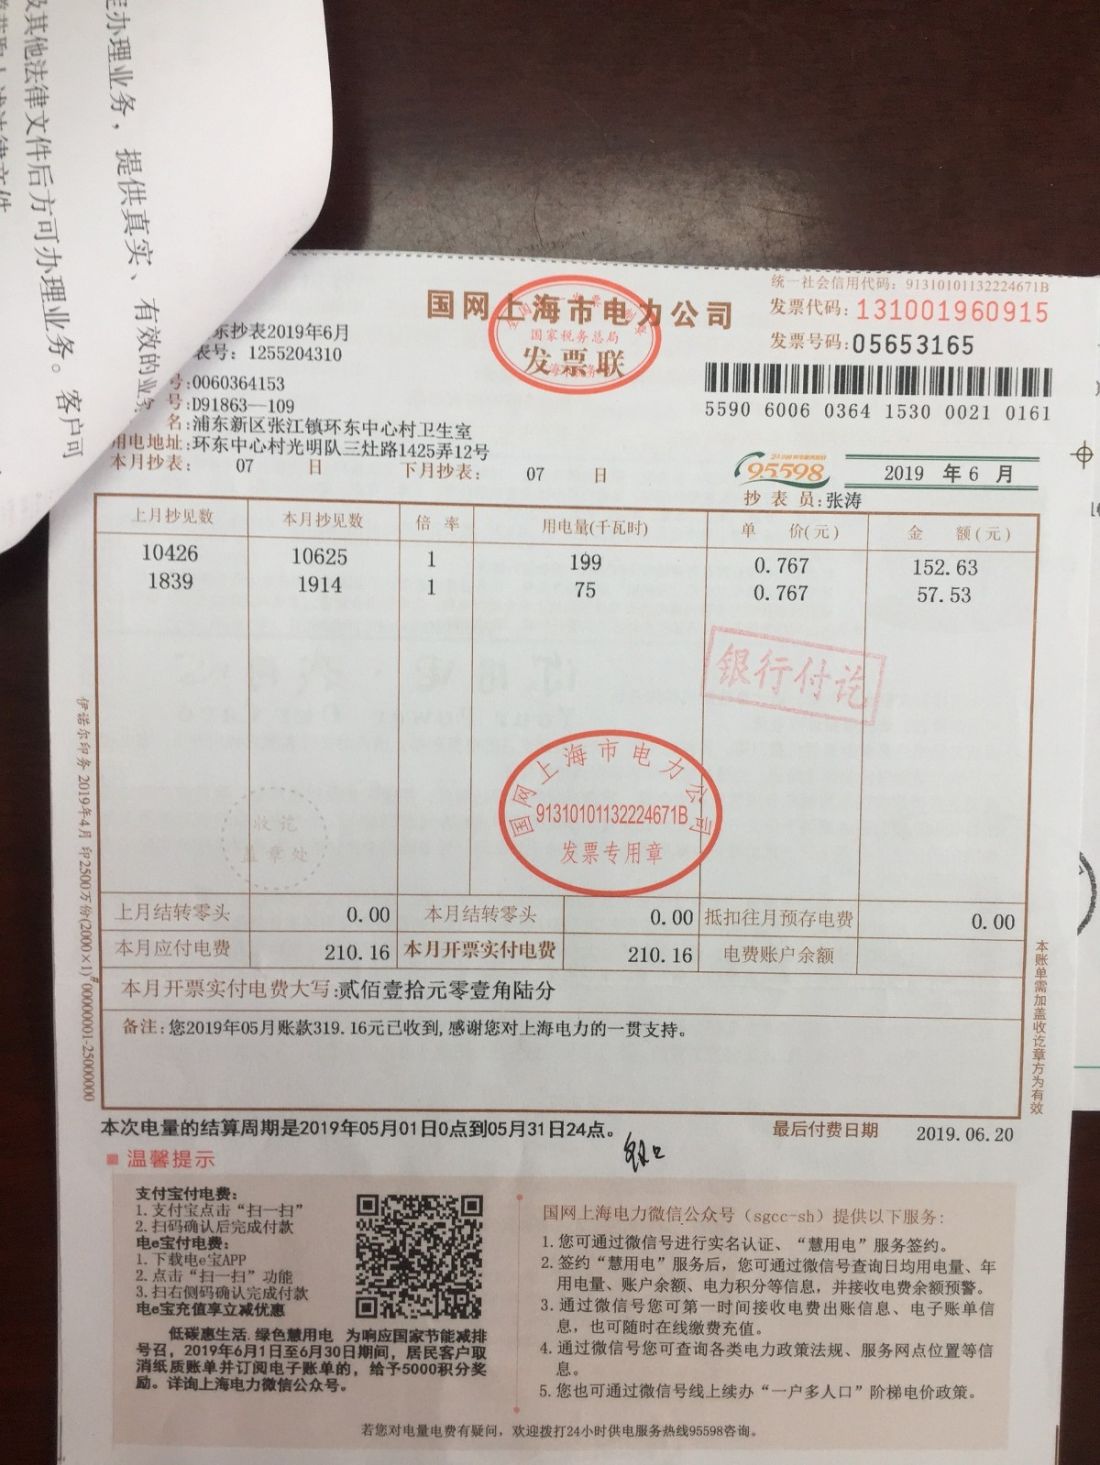 定办理业务，提供真实、有效的业务
及其他法律文件后方可办理业务。客户可
国网上海市电力公司
国家税务总局
发票联
统一社会信用代码：91310101132224671B
发票代码：131001960915
发票号码：05653165
5590 6006 0364 1530 0021 0161
东抄表2019年6月
表号：1255204310
号：0060364153
号：D91863--109
名：浦东新区张江镇环东中心村卫生室
用电地址：环东中心村光明队三灶路1425弄12号
本月抄表： 07 日 下月抄表： 07 日
95598
2019 年 6 月
抄 表 员：张涛
上月抄见数 本月抄见数 倍 率 用电量(千瓦时) 单 价(元) 金 额(元)
10426 10625 1 199 0.767 152.63
1839 1914 1 75 0.767 57.53
银行付讫
国网上海市电力公司
91310101132224671B
发票专用章
收讫
盖章处
上月结转零头 0.00 本月结转零头 0.00 抵扣往月预存电费 0.00
本月应付电费 210.16 本月开票实付电费 210.16 电费账户余额
本月开票实付电费大写：贰佰壹拾元零壹角陆分
备注：您2019年05月账款319.16元已收到,感谢您对上海电力的一贯支持。
伊诺尔印务 2019年4月 印2500万份(2000×1)#00000001-25000000
本账单需加盖收讫章方为有效
本次电量的结算周期是2019年05月01日0点到05月31日24点。
最后付费日期 2019.06.20
温馨提示
支付宝付电费：
1. 支付宝点击“扫一扫”
2. 扫码确认后完成付款
电e宝付电费：
1. 下载电e宝APP
2. 点击“扫一扫”功能
3. 扫右侧码确认完成付款
电e宝充值享立减优惠
低碳惠生活 绿色慧用电 为响应国家节能减排
号召，2019年6月1日至6月30日期间，居民客户取
消纸质账单并订阅电子账单的，给予5000积分奖
励。详询上海电力微信公众号。
国网上海电力微信公众号（sgcc-sh）提供以下服务：
1. 您可通过微信号进行实名认证、“慧用电”服务签约。
2. 签约“慧用电”服务后，您可通过微信号查询日均用电量、年
用电量、账户余额、电力积分等信息，并接收电费余额预警。
3. 通过微信号您可第一时间接收电费出账信息、电子账单信
息，也可随时在线缴费充值。
4. 通过微信号您可查询各类电力政策法规、服务网点位置等信
息。
5. 您也可通过微信号线上续办“一户多人口”阶梯电价政策。
若您对电量电费有疑问，欢迎拨打24小时供电服务热线95598咨询。